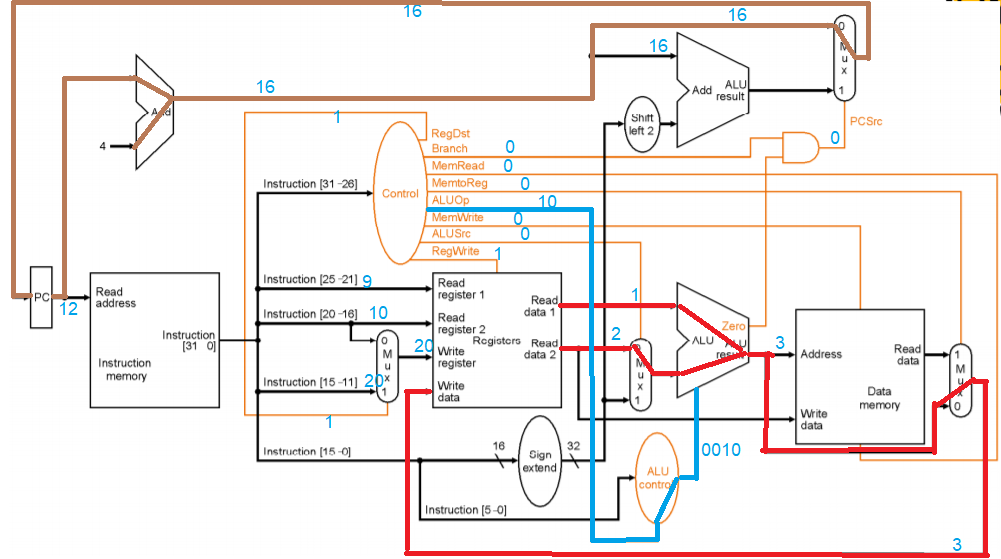 16
16
0
M
u
x
1
16
Add
ALU
result
16
Add
4
1
Shift
left 2
PCSrc
0
RegDst
Branch 0
MemRead 0
MemtoReg 0
ALUOp 10
MemWrite 0
ALUSrc 0
RegWrite 1
Control
Instruction [31-26]
PC
12
Read
address
Instruction
[31 0]
Instruction
memory
Instruction [25-21] 9
Instruction [20-16] 10
20
0
M
u
x
1
Instruction [15-11] 20
1
Read
register 1
Read
register 2
Registers
Write
register
Write
data
Read
data 1
Read
data 2
1
2
0
M
u
x
1
Zero
ALU
ALU
result
3
0010
Address
Read
data
Data
memory
Write
data
1
M
u
x
0
Instruction [15-0]
16
Sign
extend
32
ALU
control
Instruction [5-0]
3